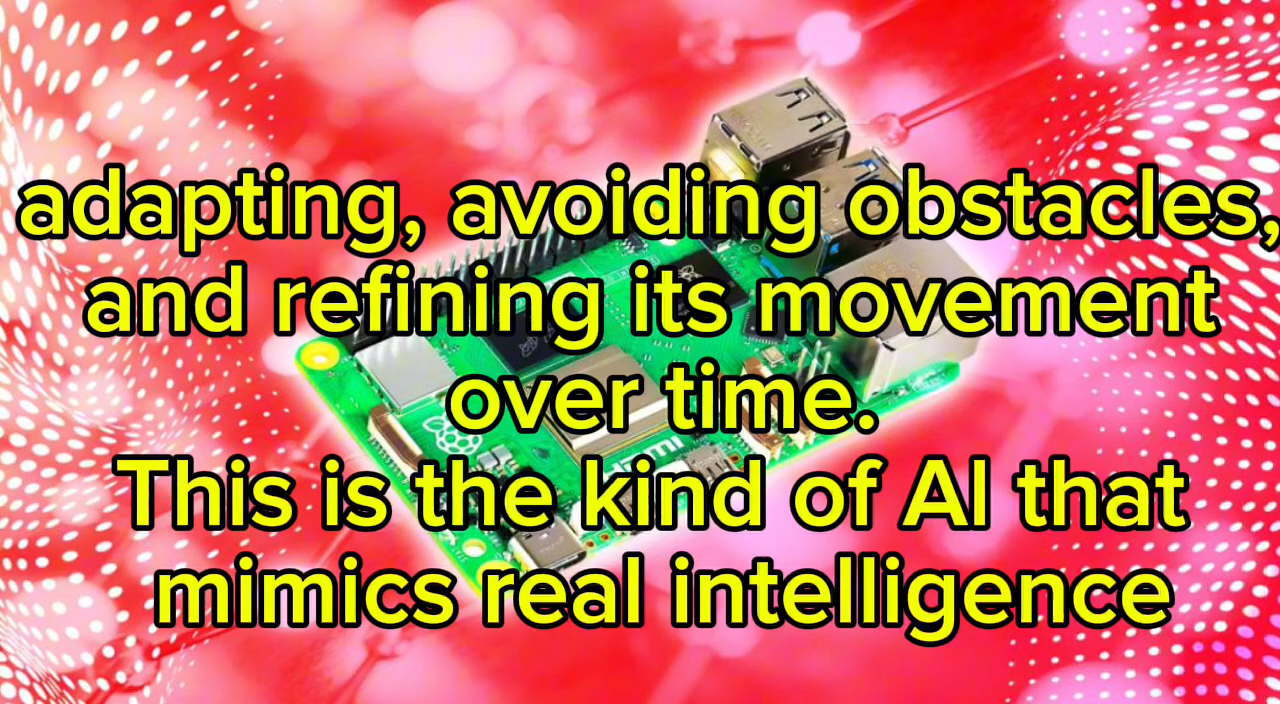 adapting, avoiding obstacles,
and refining its movement
over time.
This is the kind of AI that
mimics real intelligence